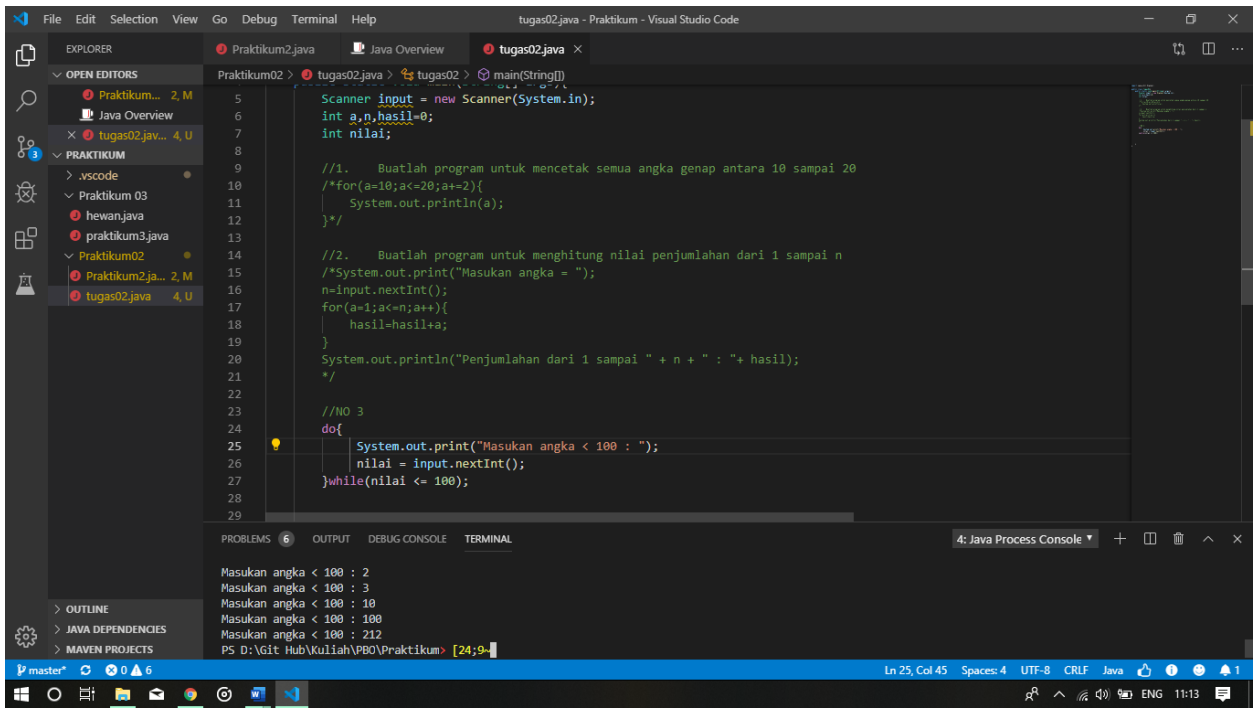 File Edit Selection View Go Debug Terminal Help tugas02.java - Praktikum - Visual Studio Code
EXPLORER
OPEN EDITORS
Praktikum... 2, M
Java Overview
tugas02.jav... 4, U
PRAKTIKUM
.vscode
Praktikum 03
hewan.java
praktikum3.java
Praktikum02
Praktikum2.ja... 2, M
tugas02.java 4, U
OUTLINE
JAVA DEPENDENCIES
MAVEN PROJECTS
3
Praktikum2.java Java Overview tugas02.java
Praktikum02 > tugas02.java > tugas02 > main(String[])
5 Scanner input = new Scanner(System.in);
6 int a,n,hasil=0;
7 int nilai;
8
9 //1. Buatlah program untuk mencetak semua angka genap antara 10 sampai 20
10 /*for(a=10;a<=20;a+=2){
11 System.out.println(a);
12 }*/
13
14 //2. Buatlah program untuk menghitung nilai penjumlahan dari 1 sampai n
15 /*System.out.print("Masukan angka = ");
16 n=input.nextInt();
17 for(a=1;a<=n;a++){
18 hasil=hasil+a;
19 }
20 System.out.println("Penjumlahan dari 1 sampai " + n + " : "+ hasil);
21 */
22
23 //NO 3
24 do{
25 System.out.print("Masukan angka < 100 : ");
26 nilai = input.nextInt();
27 }while(nilai <= 100);
28
29
PROBLEMS 6 OUTPUT DEBUG CONSOLE TERMINAL 4: Java Process Console
Masukan angka < 100 : 2
Masukan angka < 100 : 3
Masukan angka < 100 : 10
Masukan angka < 100 : 100
Masukan angka < 100 : 212
PS D:\Git Hub\Kuliah\PBO\Praktikum> [24;9~
master* 0 6 Ln 25, Col 45 Spaces: 4 UTF-8 CRLF Java 1
ENG 11:13